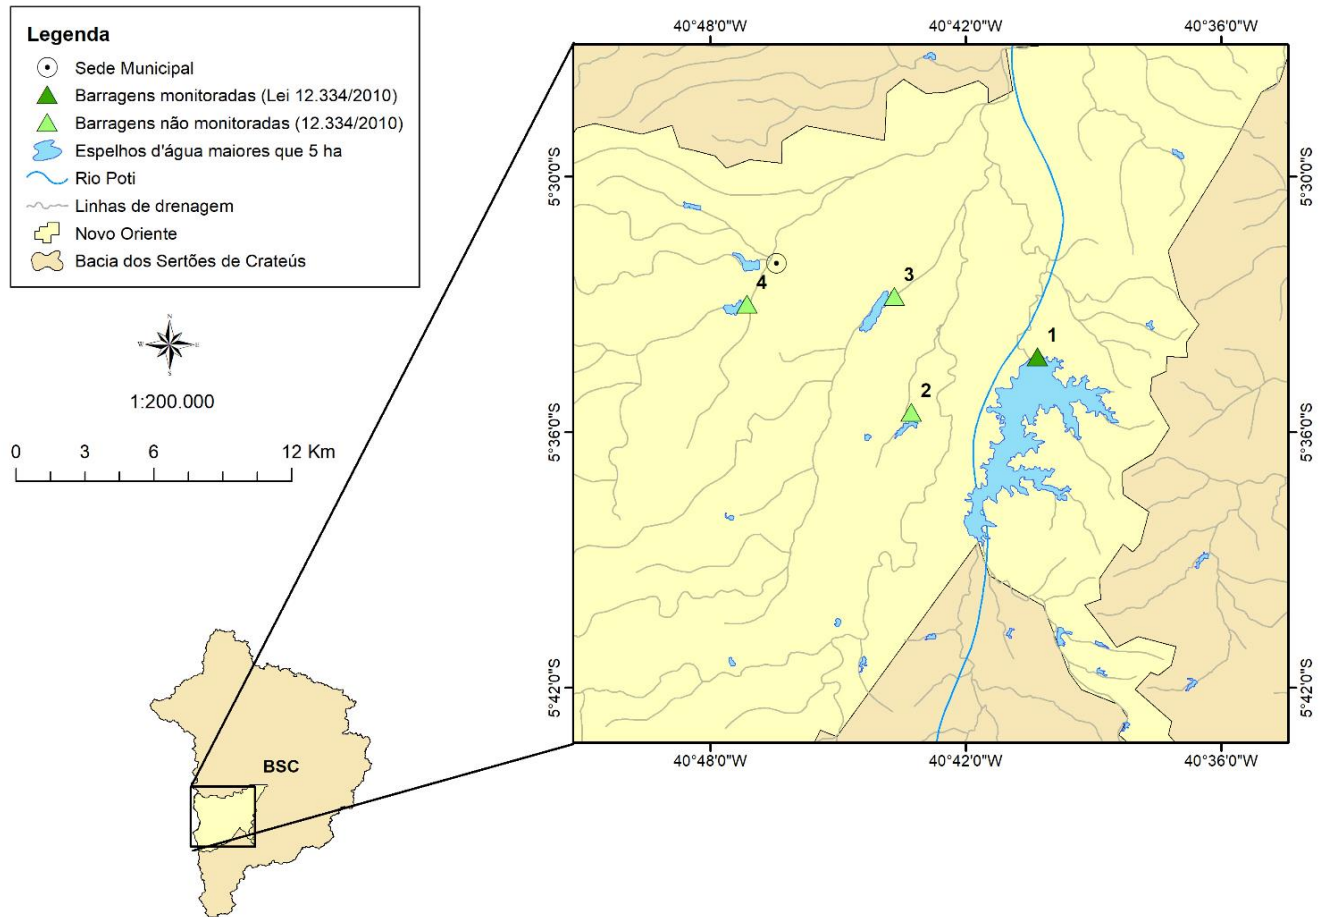 Legenda
Sede Municipal
Barragens monitoradas (Lei 12.334/2010)
Barragens não monitoradas (12.334/2010)
Espelhos d'água maiores que 5 ha
Rio Poti
Linhas de drenagem
Novo Oriente
Bacia dos Sertões de Crateús
N
W E
S
1:200.000
0 3 6 12 Km
BSC
40°48'0"W 40°42'0"W 40°36'0"W
5°30'0"S 5°30'0"S
4
3
1
2
5°36'0"S 5°36'0"S
5°42'0"S 5°42'0"S
40°48'0"W 40°42'0"W 40°36'0"W